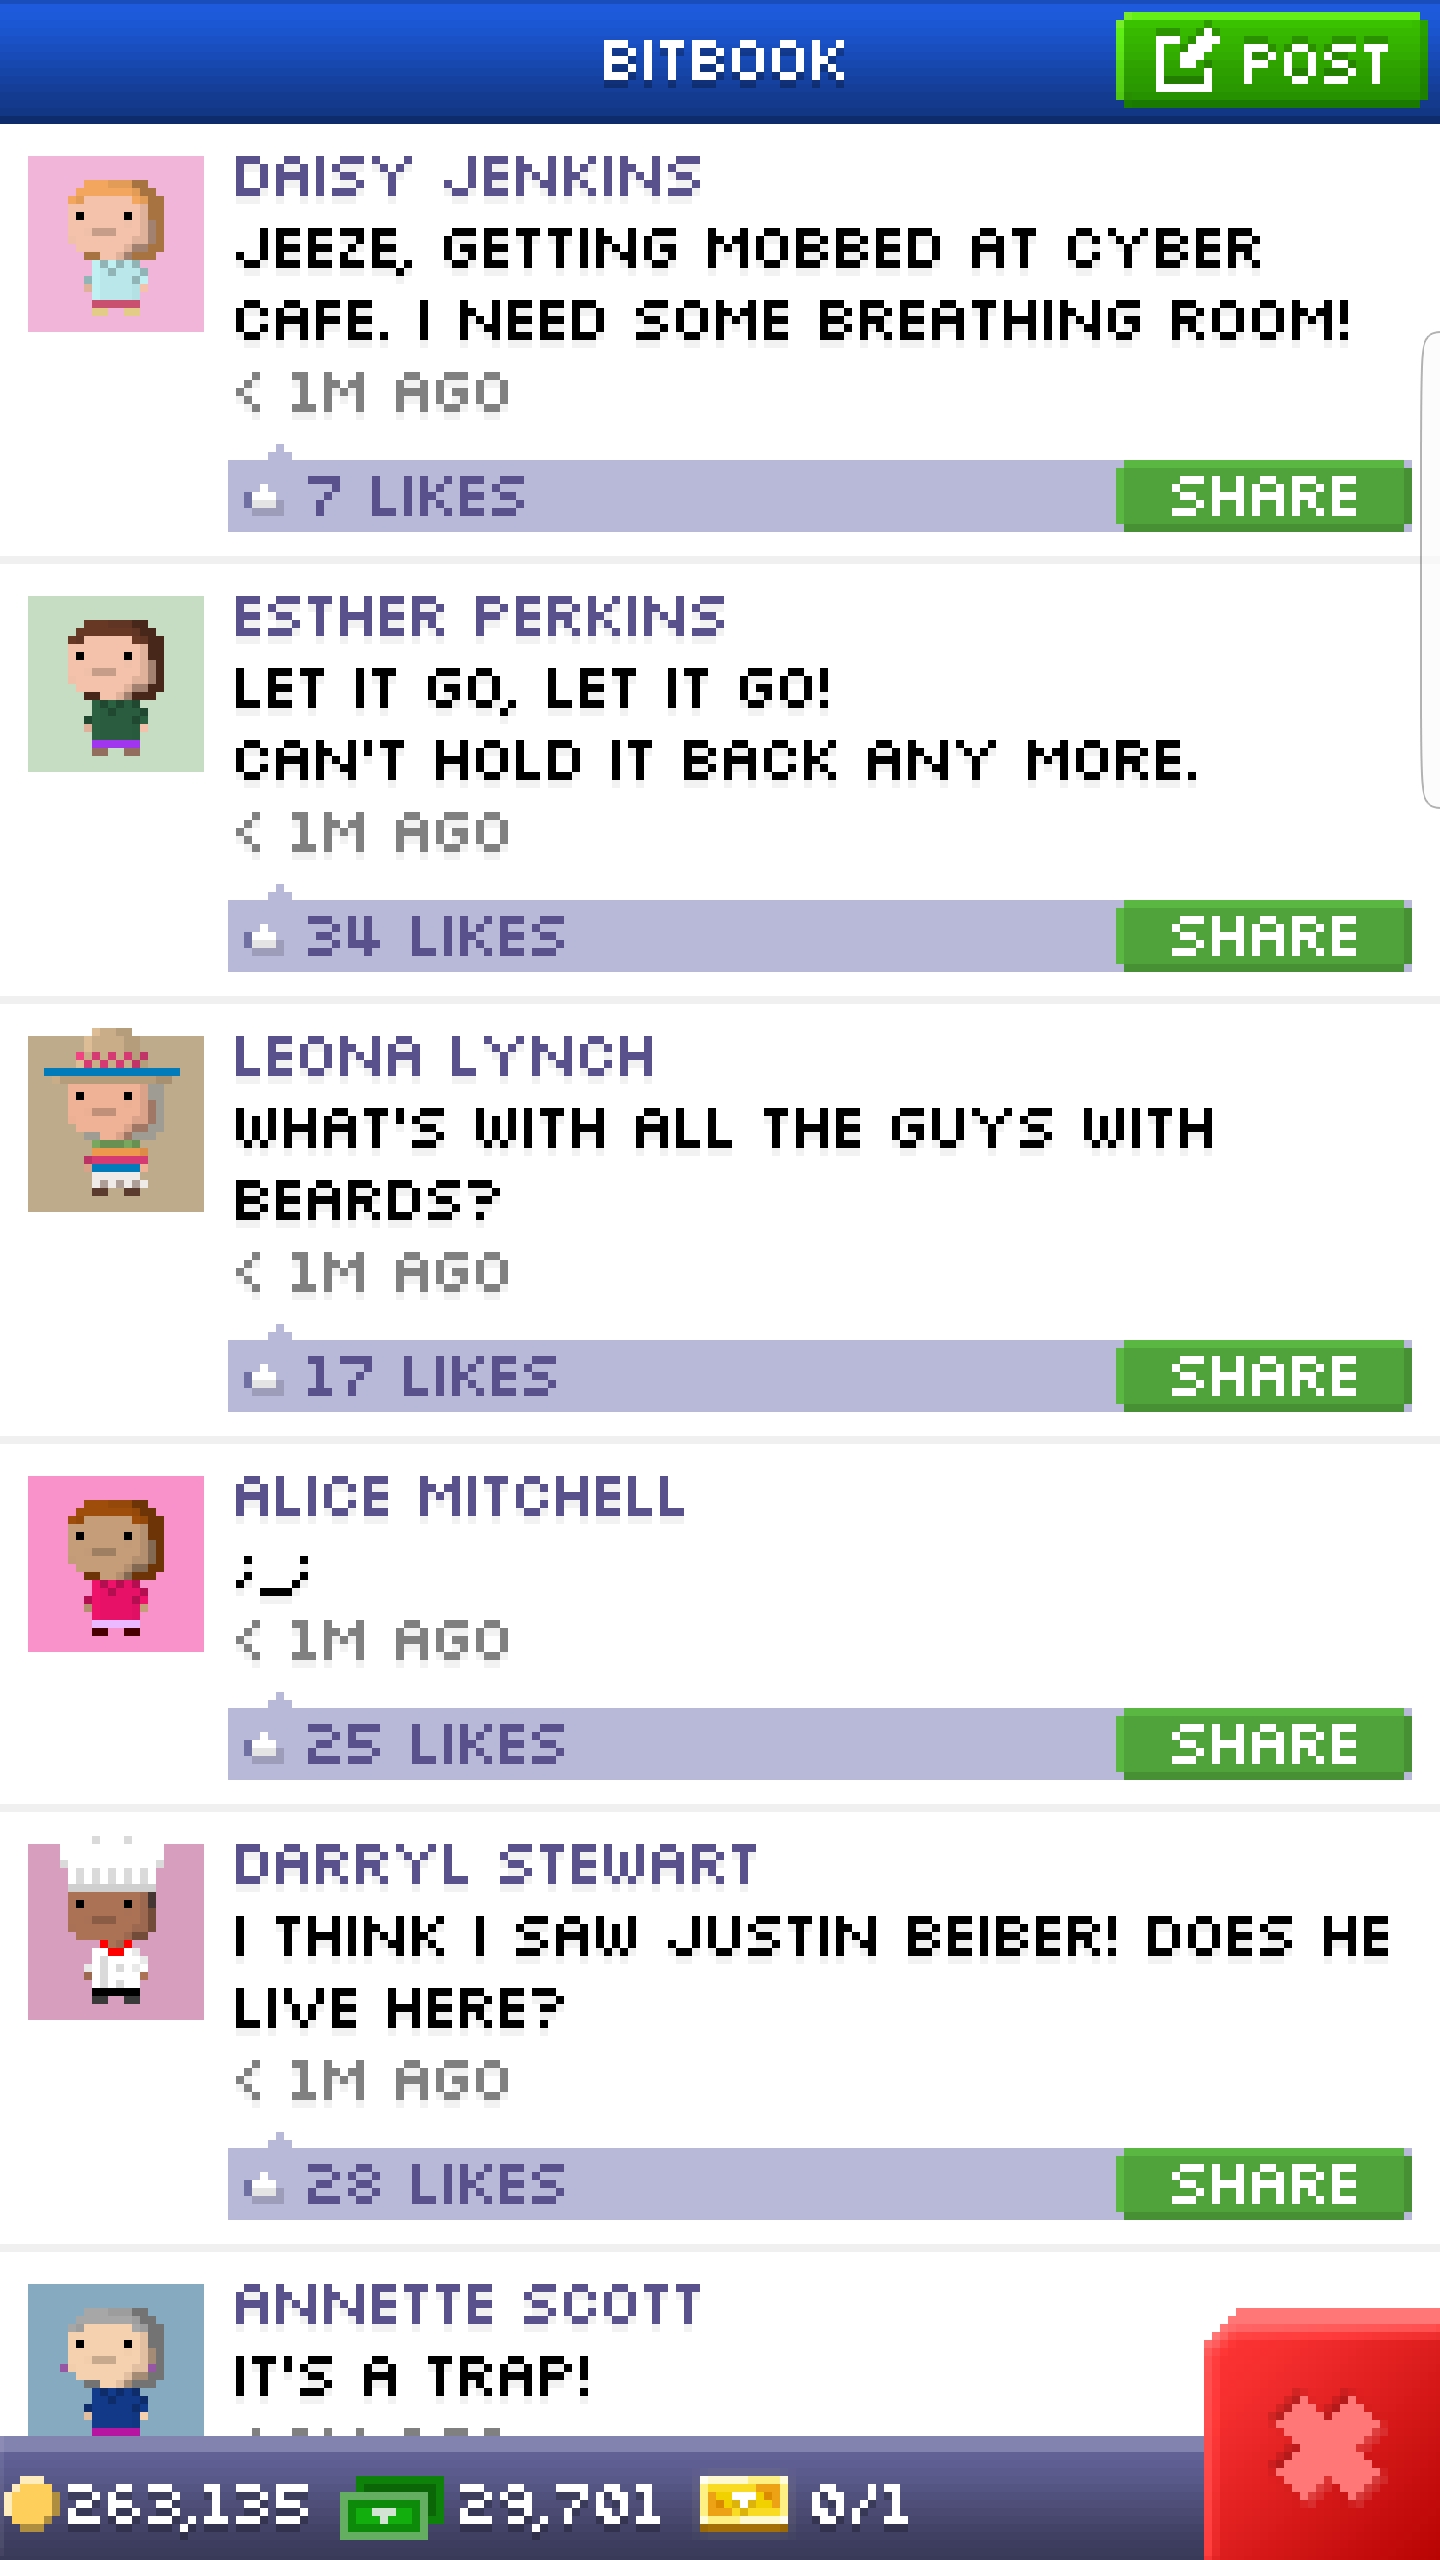 BITBOOK
POST
DAISY JENKINS
JEEZE, GETTING MOBBED AT CYBER
CAFE. I NEED SOME BREATHING ROOM!
< 1M AGO
7 LIKES
SHARE
ESTHER PERKINS
LET IT GO, LET IT GO!
CAN'T HOLD IT BACK ANY MORE.
< 1M AGO
34 LIKES
SHARE
LEONA LYNCH
WHAT'S WITH ALL THE GUYS WITH
BEARDS?
< 1M AGO
17 LIKES
SHARE
ALICE MITCHELL
;_;
< 1M AGO
25 LIKES
SHARE
DARRYL STEWART
I THINK I SAW JUSTIN BEIBER! DOES HE
LIVE HERE?
< 1M AGO
28 LIKES
SHARE
ANNETTE SCOTT
IT'S A TRAP!
263,135
29,701
0/1